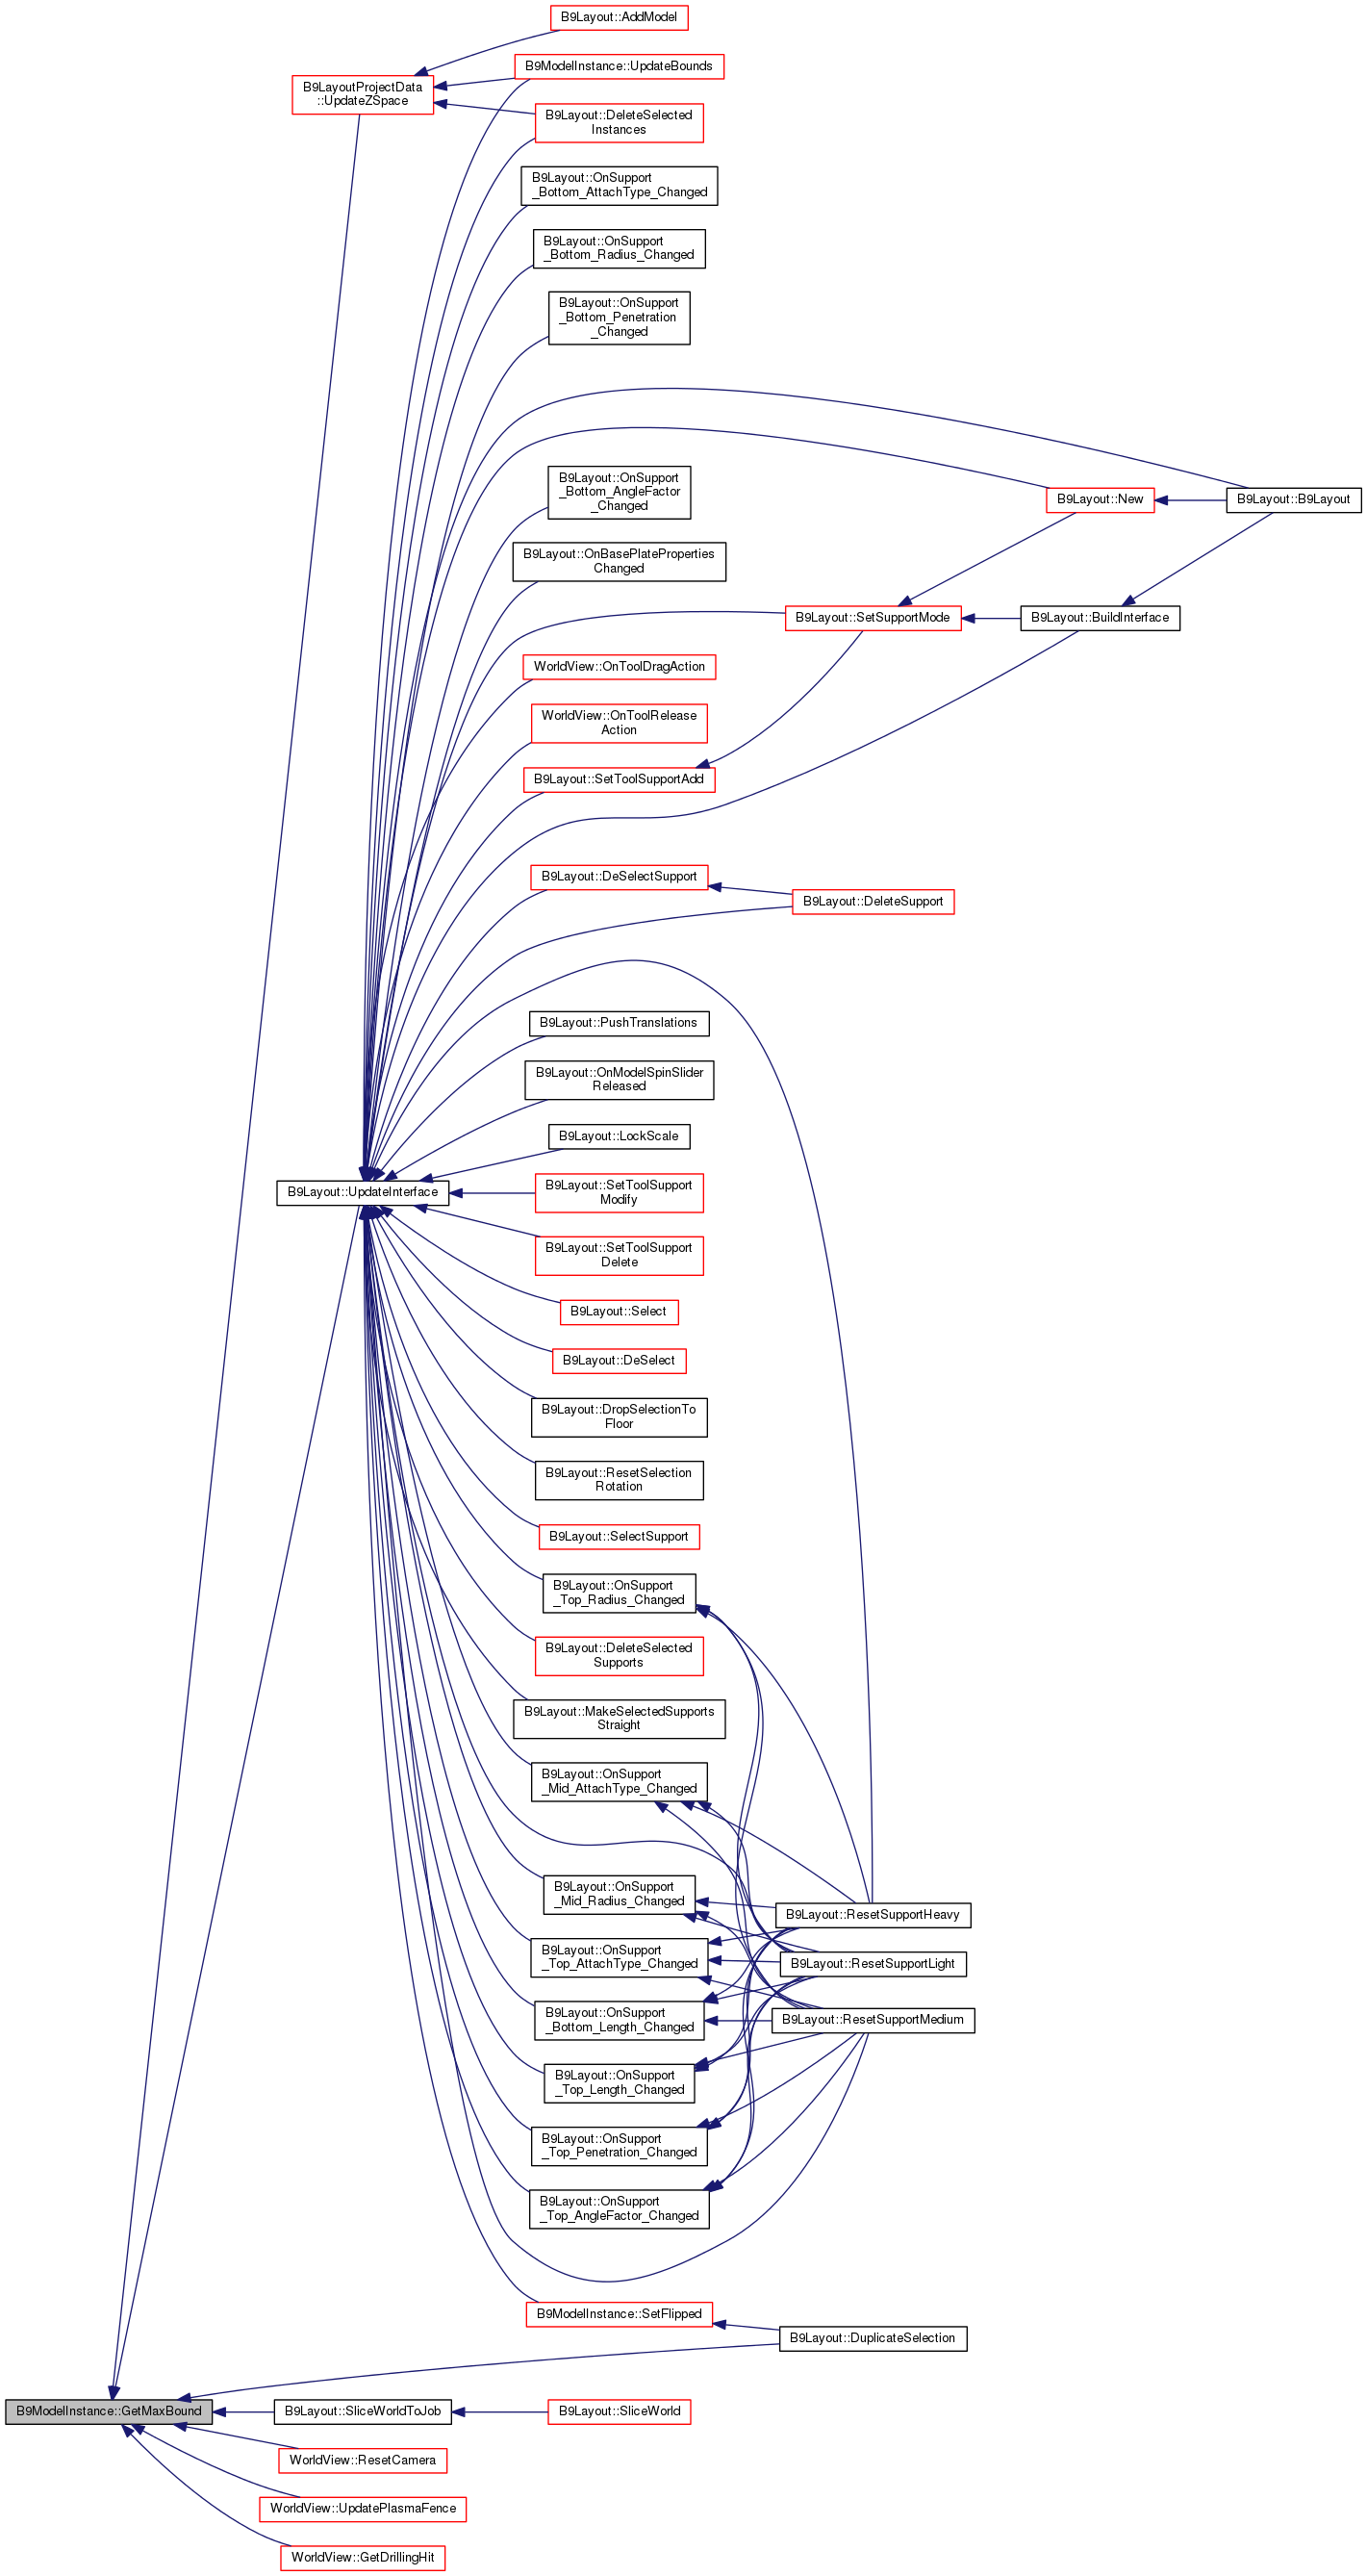 B9Layout::AddModel
B9ModelInstance::UpdateBounds
B9LayoutProjectData
::UpdateZSpace
B9Layout::DeleteSelected
Instances
B9Layout::OnSupport
_Bottom_AttachType_Changed
B9Layout::OnSupport
_Bottom_Radius_Changed
B9Layout::OnSupport
_Bottom_Penetration
_Changed
B9Layout::OnSupport
_Bottom_AngleFactor
_Changed
B9Layout::New
B9Layout::B9Layout
B9Layout::OnBasePlateProperties
Changed
B9Layout::SetSupportMode
B9Layout::BuildInterface
WorldView::OnToolDragAction
WorldView::OnToolRelease
Action
B9Layout::SetToolSupportAdd
B9Layout::DeSelectSupport
B9Layout::DeleteSupport
B9Layout::PushTranslations
B9Layout::OnModelSpinSlider
Released
B9Layout::LockScale
B9Layout::UpdateInterface
B9Layout::SetToolSupport
Modify
B9Layout::SetToolSupport
Delete
B9Layout::Select
B9Layout::DeSelect
B9Layout::DropSelectionTo
Floor
B9Layout::ResetSelection
Rotation
B9Layout::SelectSupport
B9Layout::OnSupport
_Top_Radius_Changed
B9Layout::DeleteSelected
Supports
B9Layout::MakeSelectedSupports
Straight
B9Layout::OnSupport
_Mid_AttachType_Changed
B9Layout::OnSupport
_Mid_Radius_Changed
B9Layout::ResetSupportHeavy
B9Layout::OnSupport
_Top_AttachType_Changed
B9Layout::ResetSupportLight
B9Layout::OnSupport
_Bottom_Length_Changed
B9Layout::ResetSupportMedium
B9Layout::OnSupport
_Top_Length_Changed
B9Layout::OnSupport
_Top_Penetration_Changed
B9Layout::OnSupport
_Top_AngleFactor_Changed
B9ModelInstance::SetFlipped
B9Layout::DuplicateSelection
B9ModelInstance::GetMaxBound
B9Layout::SliceWorldToJob
B9Layout::SliceWorld
WorldView::ResetCamera
WorldView::UpdatePlasmaFence
WorldView::GetDrillingHit